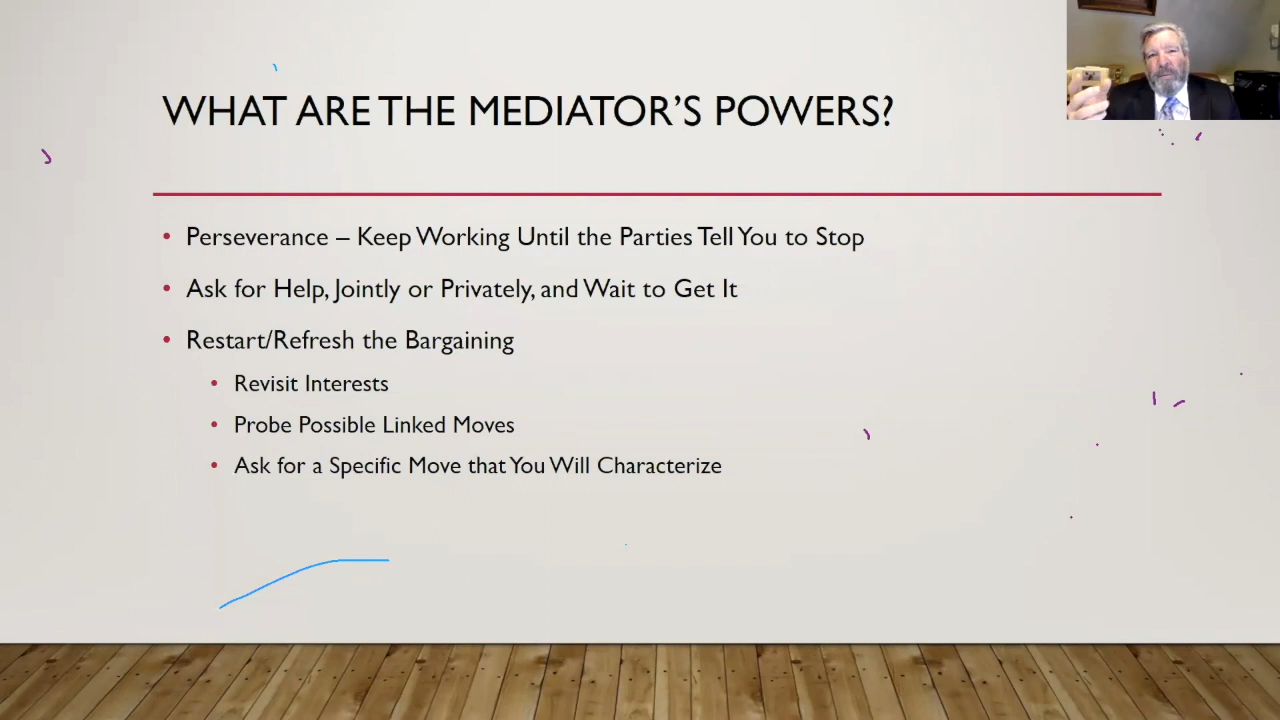 WHAT ARE THE MEDIATOR'S POWERS?
• Perseverance – Keep Working Until the Parties Tell You to Stop
• Ask for Help, Jointly or Privately, and Wait to Get It
• Restart/Refresh the Bargaining
• Revisit Interests
• Probe Possible Linked Moves
• Ask for a Specific Move that You Will Characterize